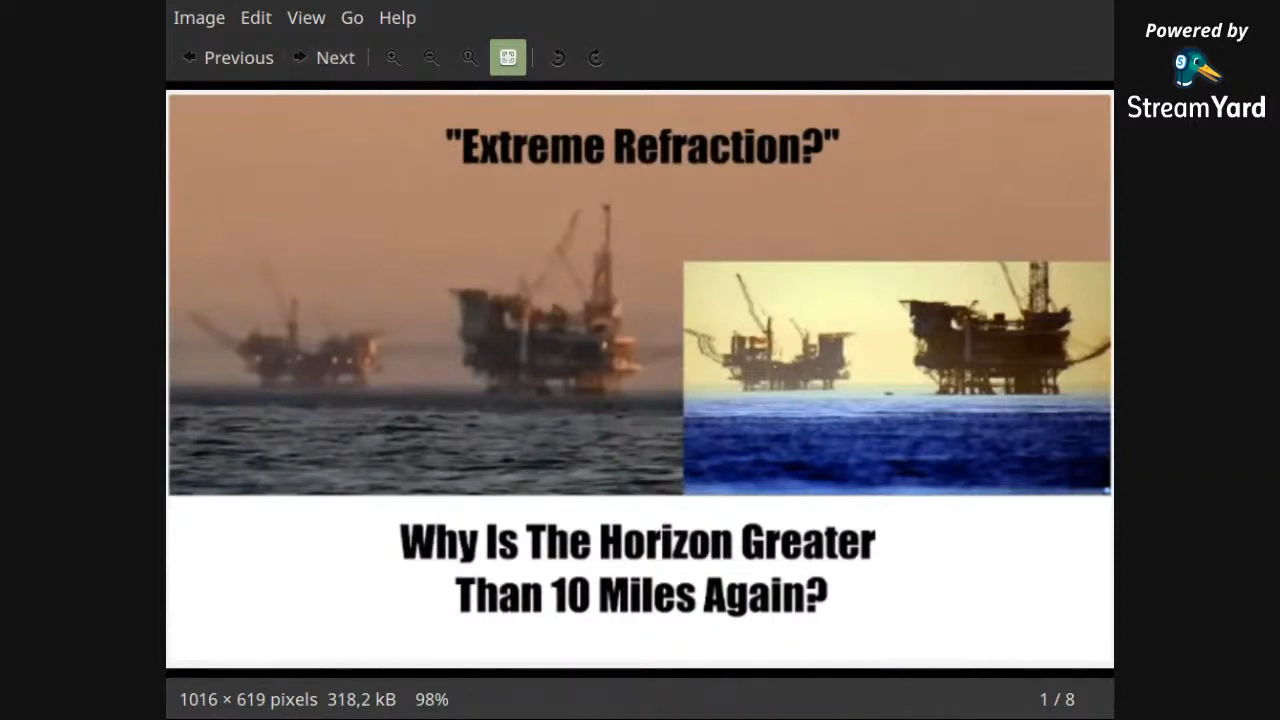 Image Edit View Go Help
Previous Next
Powered by
StreamYard
"Extreme Refraction?"
Why Is The Horizon Greater
Than 10 Miles Again?
1016 × 619 pixels 318,2 kB 98% 1 / 8